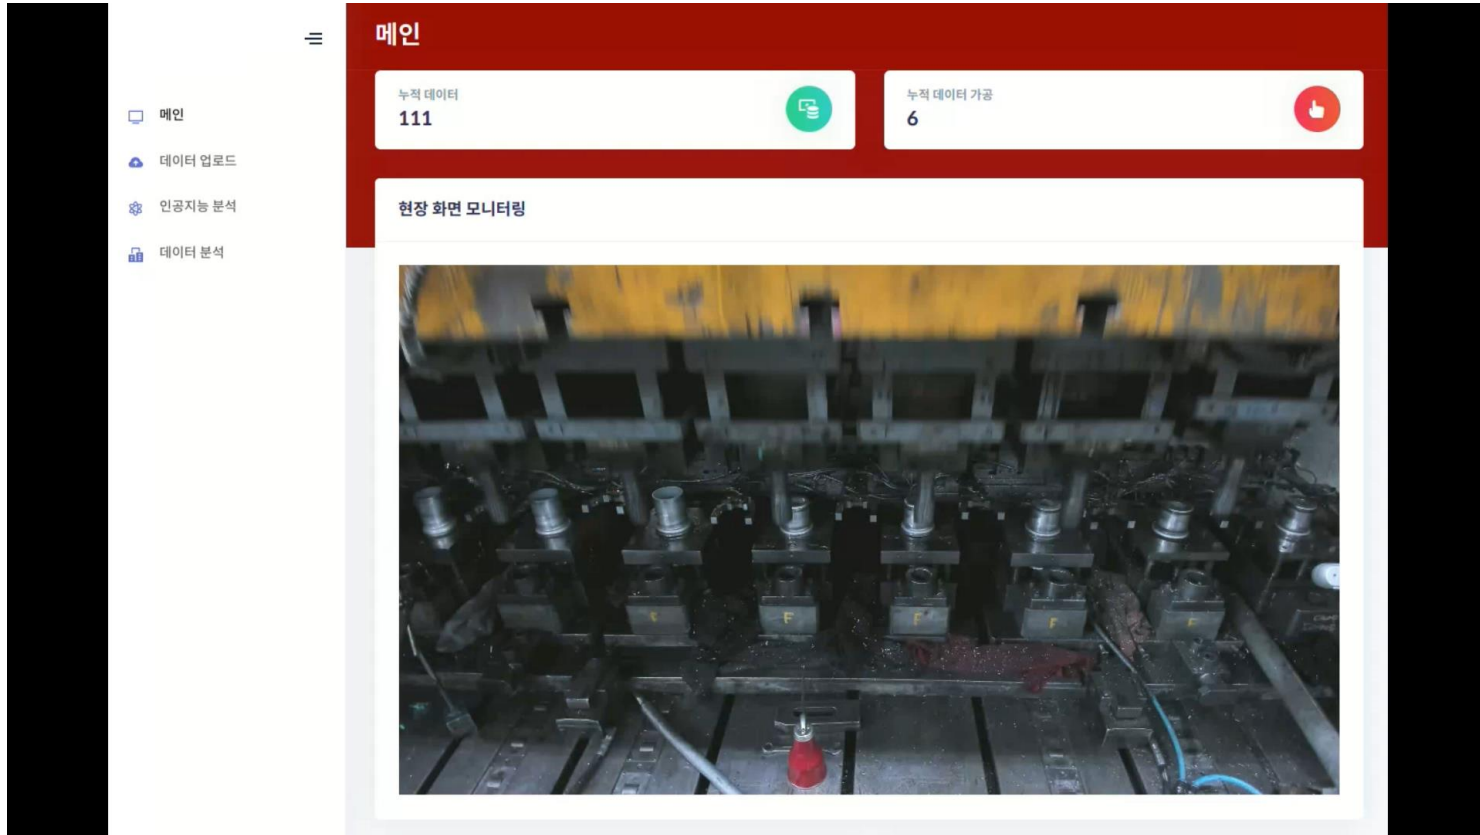 메인
누적 데이터
111
누적 데이터 가공
6
메인
데이터 업로드
인공지능 분석
데이터 분석
현장 화면 모니터링
F
F
F
F
F